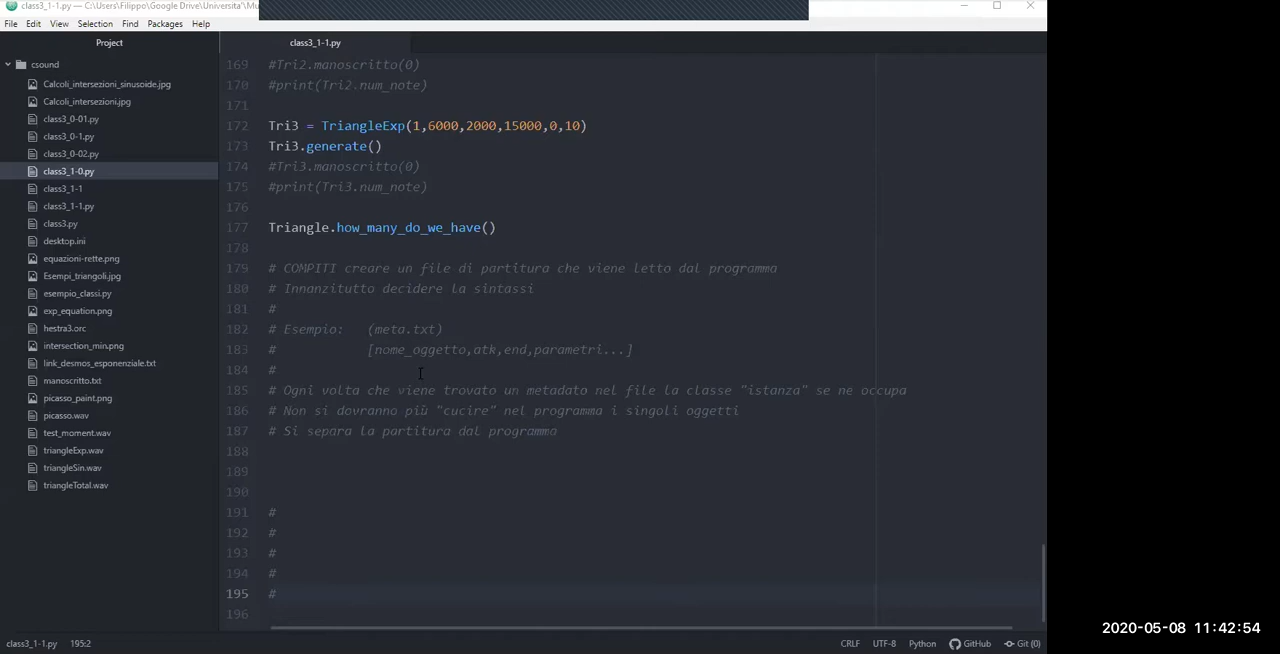 class3_1-1.py — C:\Users\Filippo\Google Drive\Universita'\Mu
File Edit View Selection Find Packages Help
Project
class3_1-1.py
csound
Calcoli_intersezioni_sinusoide.jpg
Calcoli_intersezioni.jpg
class3_0-01.py
class3_0-1.py
class3_0-02.py
class3_1-0.py
class3_1-1
class3_1-1.py
class3.py
desktop.ini
equazioni-rette.png
Esempi_triangoli.jpg
esempio_classi.py
exp_equation.png
hestra3.orc
intersection_min.png
link_desmos_esponenziale.txt
manoscritto.txt
picasso_paint.png
picasso.wav
test_moment.wav
triangleExp.wav
triangleSin.wav
triangleTotal.wav
169 #Tri2.manoscritto(0)
170 #print(Tri2.num_note)
171
172 Tri3 = TriangleExp(1,6000,2000,15000,0,10)
173 Tri3.generate()
174 #Tri3.manoscritto(0)
175 #print(Tri3.num_note)
176
177 Triangle.how_many_do_we_have()
178
179 # COMPITI creare un file di partitura che viene letto dal programma
180 # Innanzitutto decidere la sintassi
181 #
182 # Esempio: (meta.txt)
183 # [nome_oggetto,atk,end,parametri...]
184 #
185 # Ogni volta che viene trovato un metadato nel file la classe "istanza" se ne occupa
186 # Non si dovranno più "cucire" nel programma i singoli oggetti
187 # Si separa la partitura dal programma
188
189
190
191 #
192 #
193 #
194 #
195 #
196
class3_1-1.py 195:2
CRLF UTF-8 Python GitHub Git (0)
2020-05-08 11:42:54